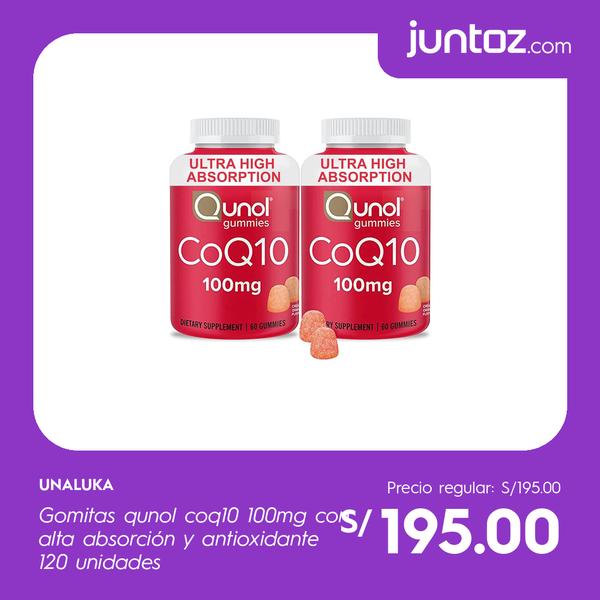 juntoz.com
ULTRA HIGH
ABSORPTION
Qunol®
gummies
CoQ10
100mg
DIETARY SUPPLEMENT | 60 GUMMIES
ULTRA HIGH
ABSORPTION
Qunol®
gummies
CoQ10
100mg
SUPPLEMENT | 60 GUMMIES
UNALUKA
Gomitas qunol coq10 100mg con
alta absorción y antioxidante
120 unidades
Precio regular: S/195.00
S/195.00